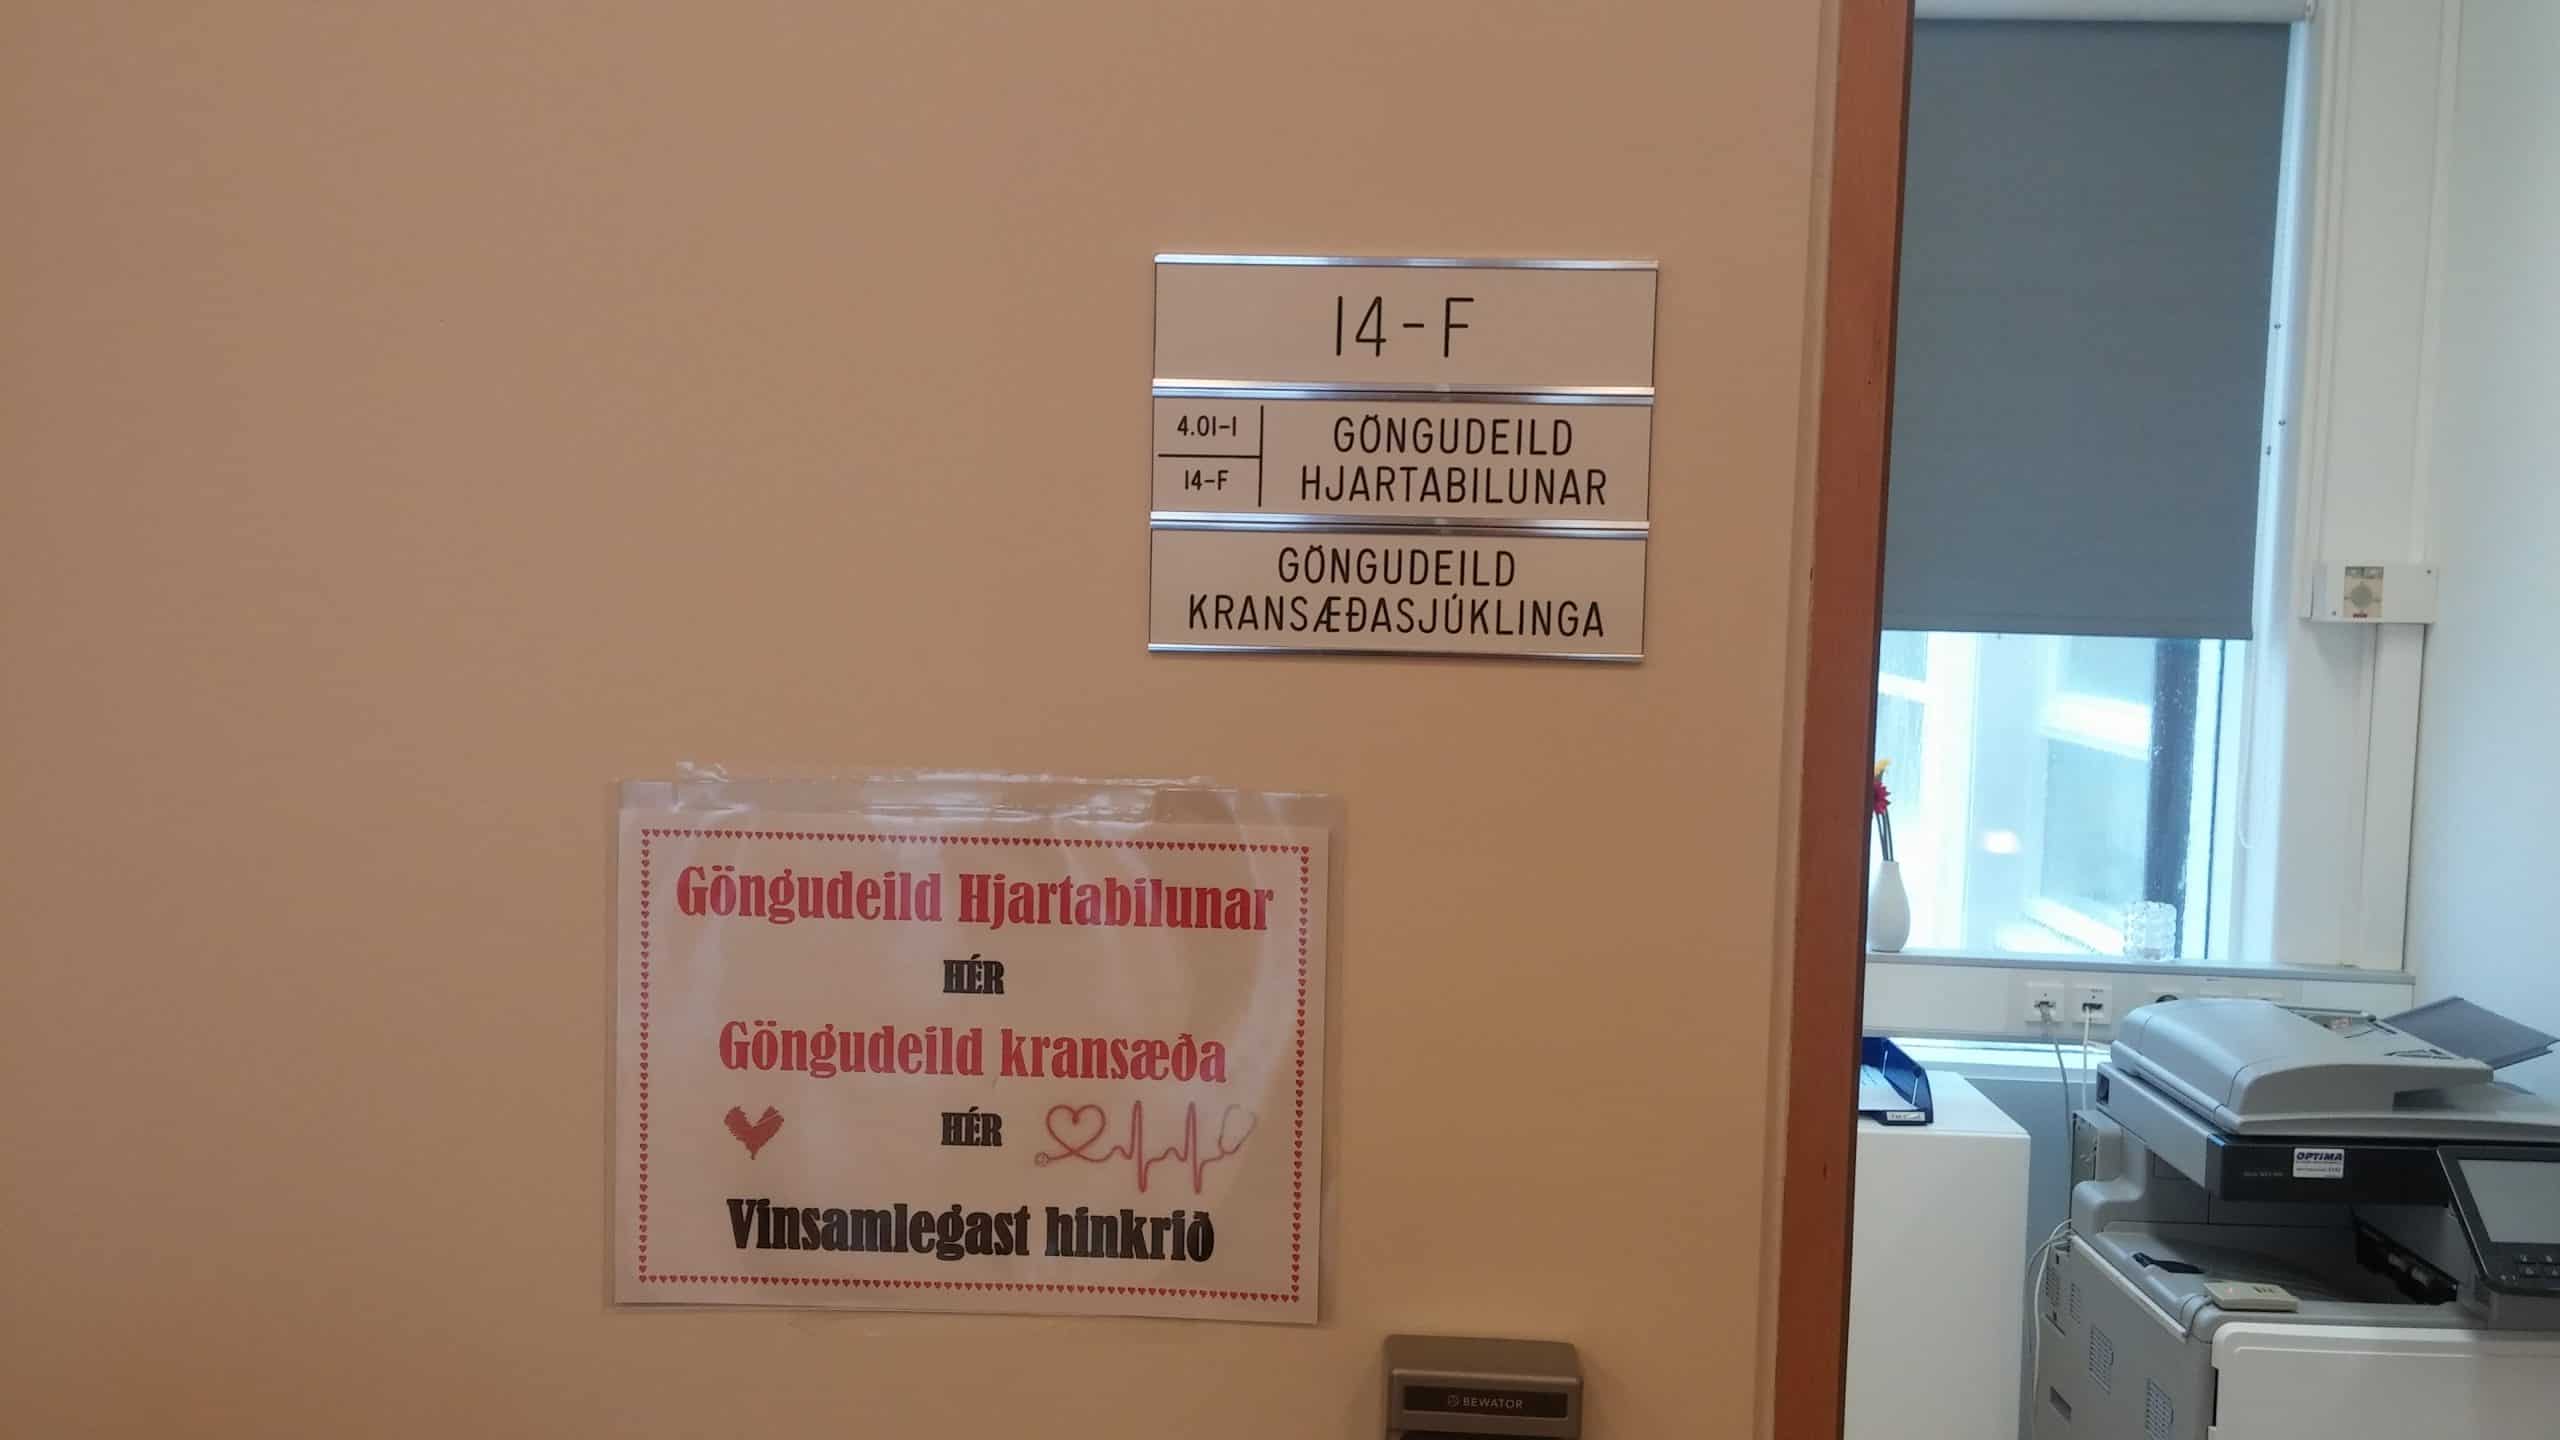 14-F
4.01-1
14-F
GÖNGUDEILD
HJARTABILUNAR
GÖNGUDEILD
KRANSÆÐASJÚKLINGA
Göngudeild Hjartabilunar
HÉR
Göngudeild kransæða
HÉR
Vinsamlegast hinkrið
BEWATOR
OPTIMA